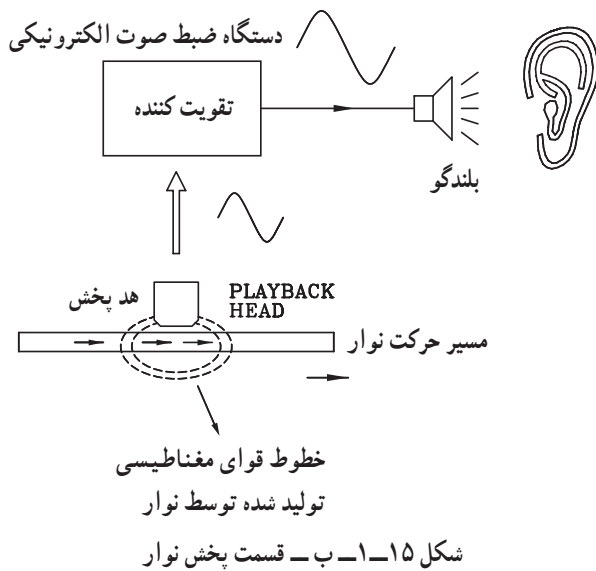 دستگاه ضبط صوت الکترونیکی
تقویت کننده
بلندگو
هد پخش
PLAYBACK
HEAD
مسیر حرکت نوار
خطوط قوای مغناطیسی
تولید شده توسط نوار
شکل ۱۵ــ۱ــ ب ــ قسمت پخش نوار